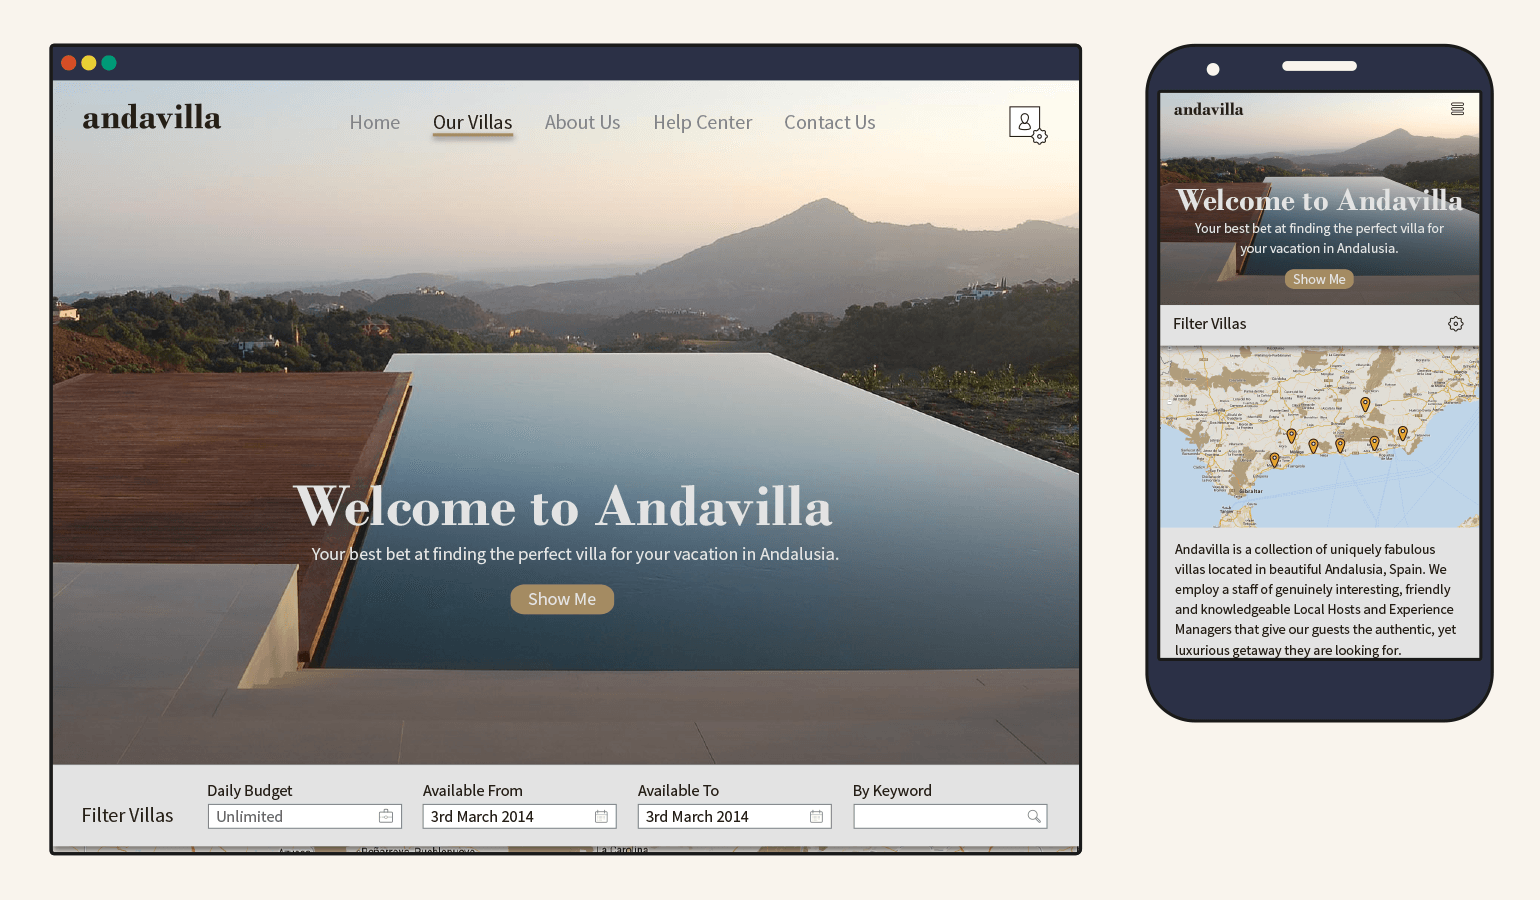 andavilla
Home Our Villas About Us Help Center Contact Us
Welcome to Andavilla
Your best bet at finding the perfect villa for your vacation in Andalusia.
Show Me
Filter Villas
Daily Budget
Unlimited
Available From
3rd March 2014
Available To
3rd March 2014
By Keyword
andavilla
Welcome to Andavilla
Your best bet at finding the perfect villa for
your vacation in Andalusia.
Show Me
Filter Villas
Sevilla
Málaga
Gibraltar
Andavilla is a collection of uniquely fabulous
villas located in beautiful Andalusia, Spain. We
employ a staff of genuinely interesting, friendly
and knowledgeable Local Hosts and Experience
Managers that give our guests the authentic, yet
luxurious getaway they are looking for.